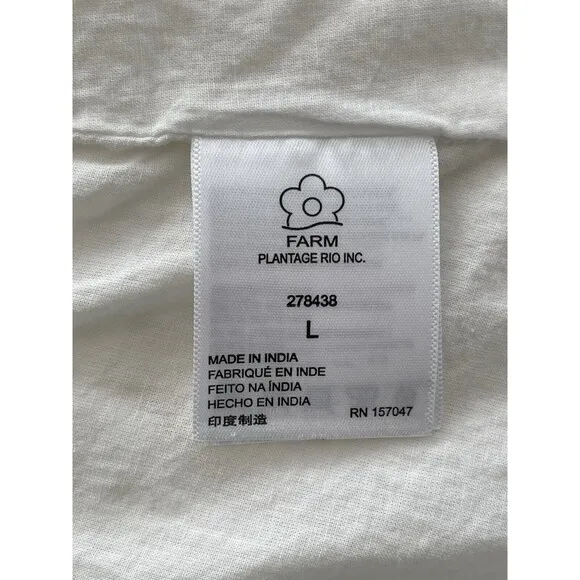 FARM
PLANTAGE RIO INC.
278438
L
MADE IN INDIA
FABRIQUÉ EN INDE
FEITO NA ÍNDIA
HECHO EN INDIA
印度制造
RN 157047